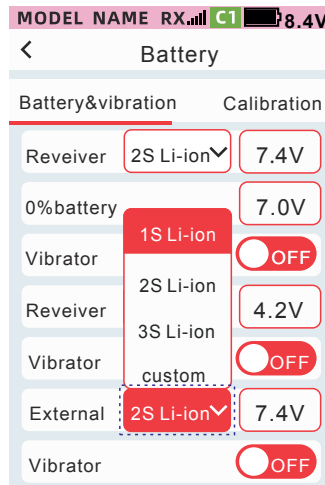 MODEL NAME RX C1 8.4V
Battery
Battery&vibration Calibration
Reveiver 2S Li-ion 7.4V
0%battery 7.0V
1S Li-ion
Vibrator OFF
2S Li-ion
Reveiver 4.2V
3S Li-ion
Vibrator OFF
custom
External 2S Li-ion 7.4V
Vibrator OFF